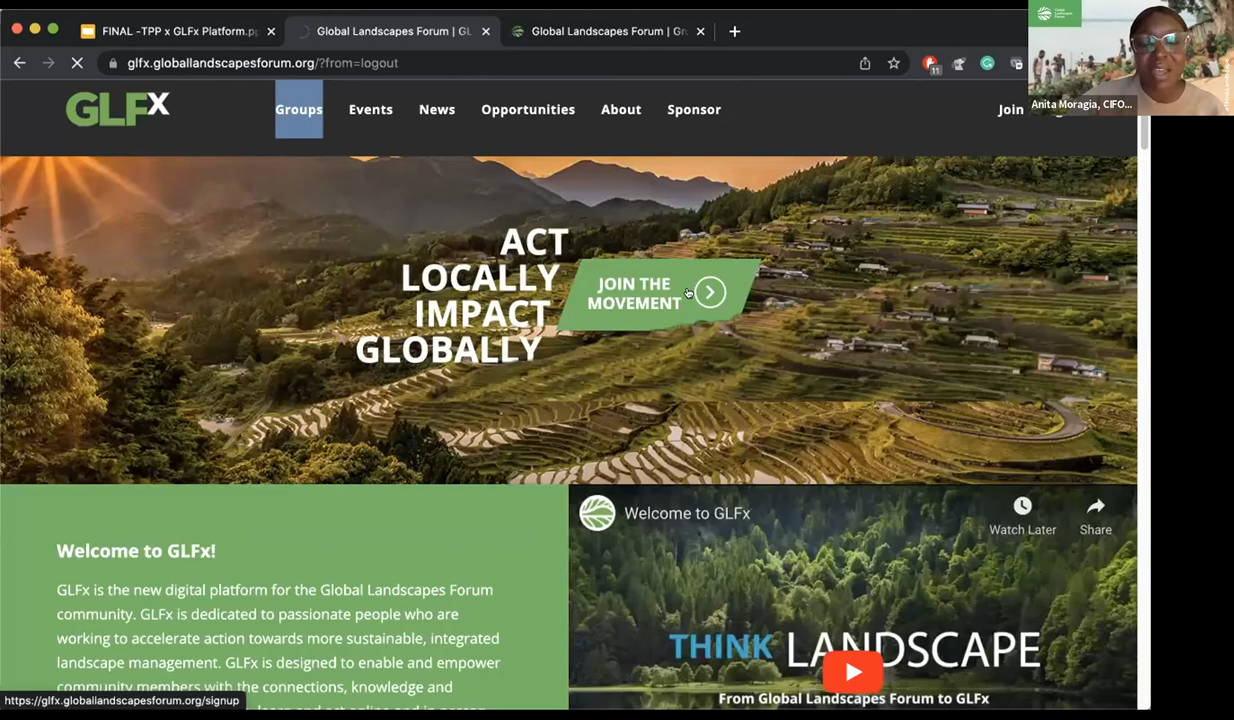 FINAL -TPP x GLFx Platform.pp
Global Landscapes Forum | GL
Global Landscapes Forum | Gr
glfx.globallandscapesforum.org/?from=logout
11
Global
Landscapes
Forum
Anita Moragia, CIFO...
GLFx
Groups
Events
News
Opportunities
About
Sponsor
Join
ACT
LOCALLY
IMPACT
GLOBALLY
JOIN THE
MOVEMENT
Welcome to GLFx!
GLFx is the new digital platform for the Global Landscapes Forum
community. GLFx is dedicated to passionate people who are
working to accelerate action towards more sustainable, integrated
landscape management. GLFx is designed to enable and empower
community members with the connections, knowledge and
Welcome to GLFx
Watch Later
Share
THINK LANDSCAPE
From Global Landscapes Forum to GLFx
https://glfx.globallandscapesforum.org/signup